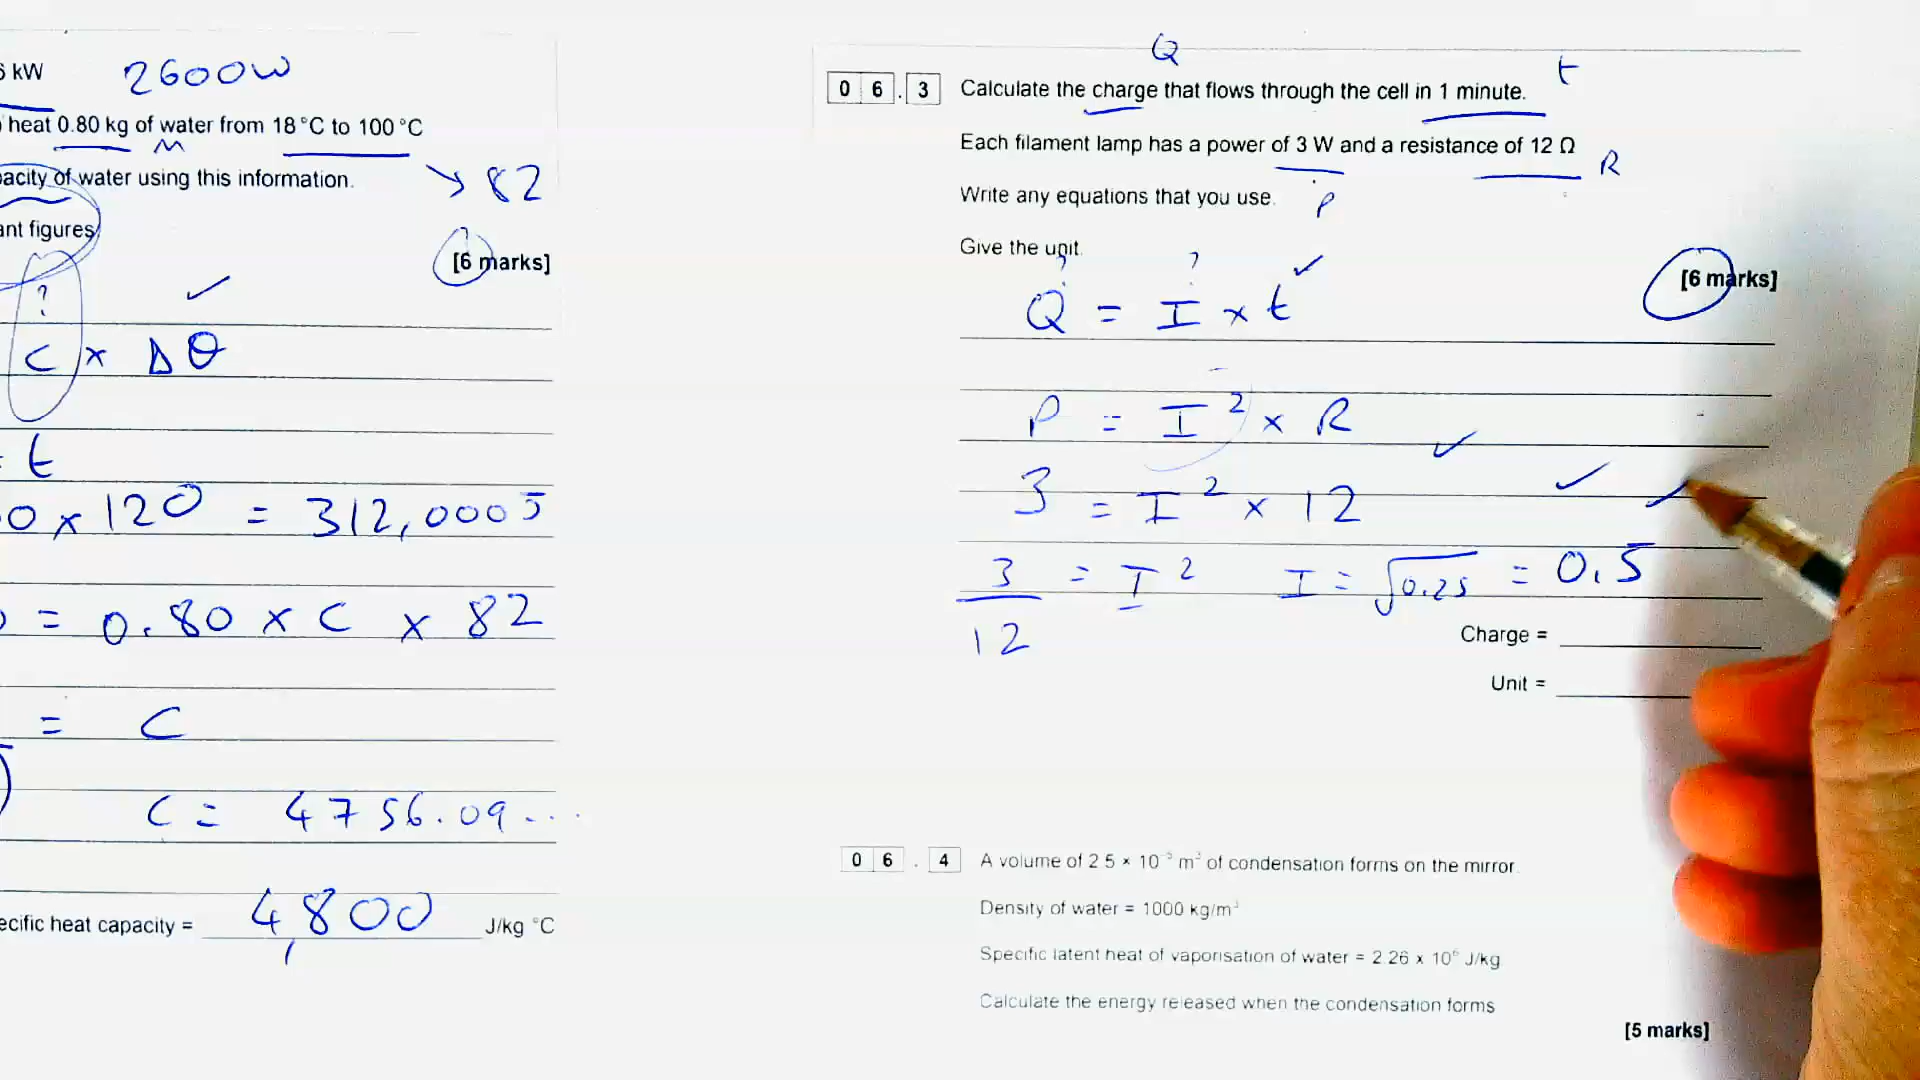 6 kW 2600W
heat 0.80 kg of water from 18 °C to 100 °C
M
acity of water using this information. → 82
ant figures
[6 marks]
? ✓
C × Δθ
= t
0 × 120 = 312,000J
= 0.80 × C × 82
= C
C = 4756.09...
ecific heat capacity = 4,800 J/kg °C
Q
t
06.3 Calculate the charge that flows through the cell in 1 minute.
Each filament lamp has a power of 3 W and a resistance of 12 Ω
R
Write any equations that you use. P
Give the unit.
[6 marks]
? ? ✓
Q = I × t
P = I² × R ✓
3 = I² × 12 ✓
3/12 = I² I = √0.25 = 0.5
Charge =
Unit =
06.4 A volume of 2.5 × 10⁻⁵ m³ of condensation forms on the mirror.
Density of water = 1000 kg/m³
Specific latent heat of vaporisation of water = 2.26 × 10⁶ J/kg
Calculate the energy released when the condensation forms
[5 marks]